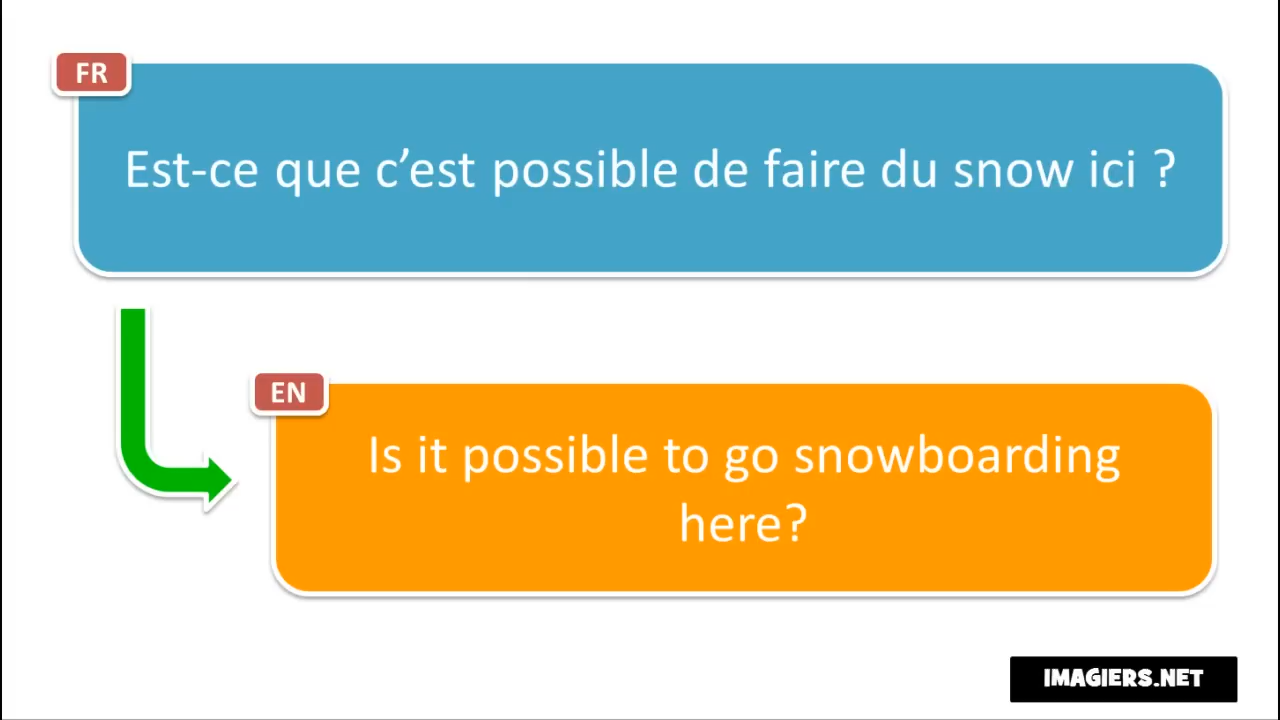 FR
Est-ce que c’est possible de faire du snow ici ?
EN
Is it possible to go snowboarding
here?
IMAGIERS.NET